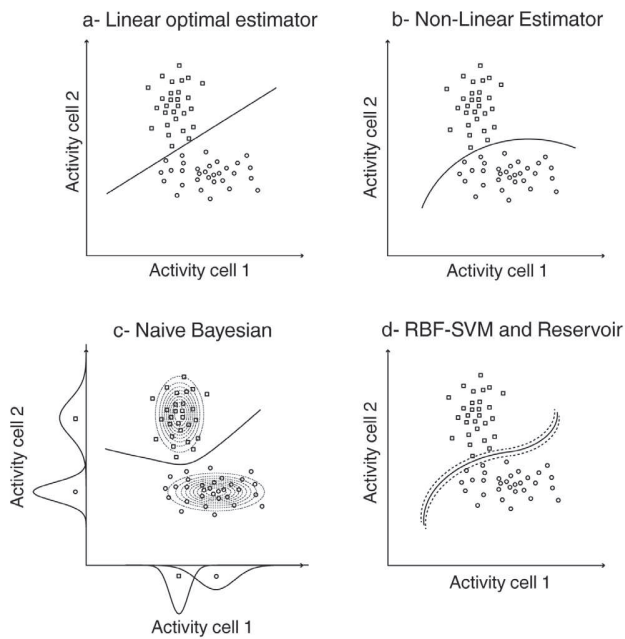 a- Linear optimal estimator
b- Non-Linear Estimator
Activity cell 2
Activity cell 1
Activity cell 2
Activity cell 1
c- Naive Bayesian
d- RBF-SVM and Reservoir
Activity cell 2
Activity cell 1
Activity cell 2
Activity cell 1